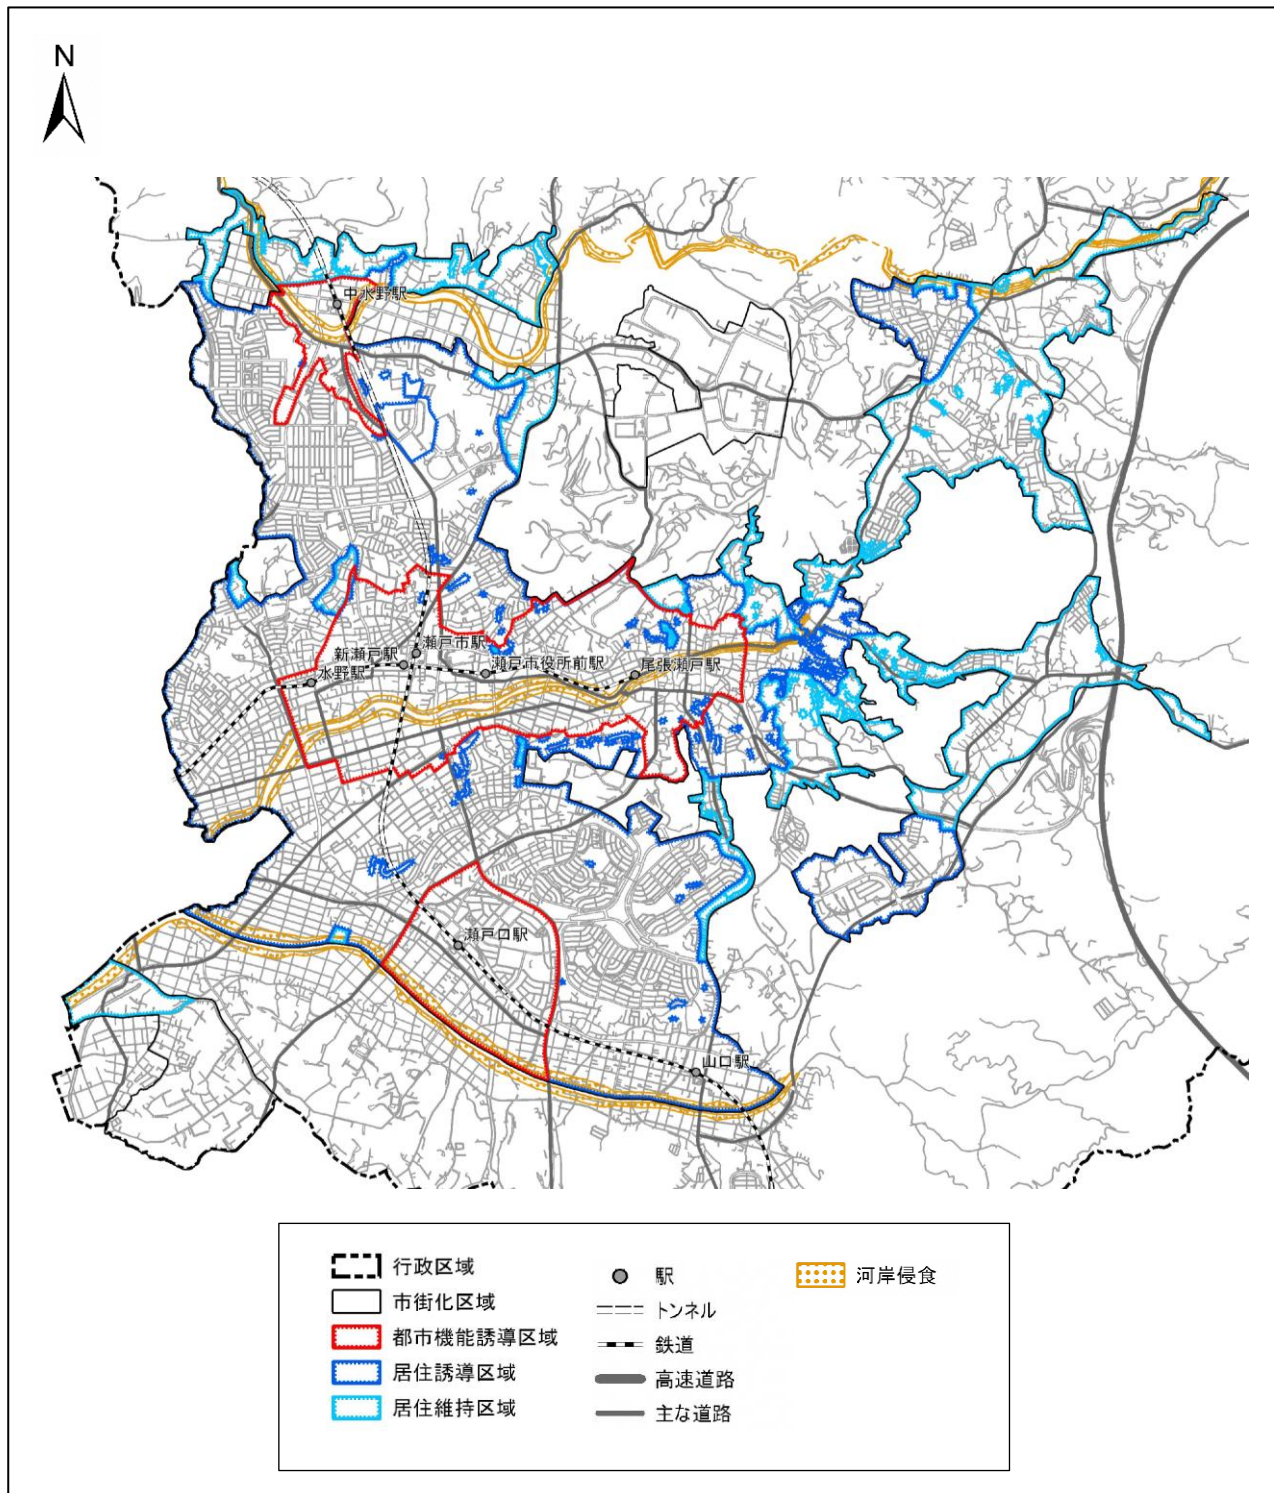 N
中水野駅
瀬戸市駅
新瀬戸駅
瀬戸市役所前駅
尾張瀬戸駅
水野駅
瀬戸口駅
山口駅
行政区域
市街化区域
都市機能誘導区域
居住誘導区域
居住維持区域
駅
トンネル
鉄道
高速道路
主な道路
河岸侵食